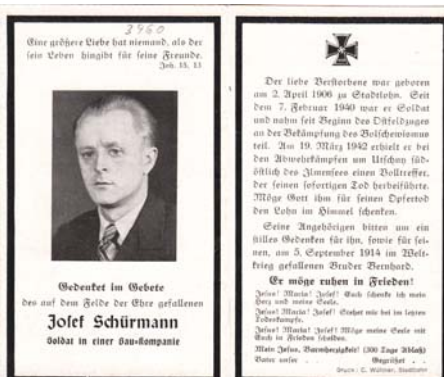 3960
Eine größere Liebe hat niemand, als der
sein Leben hingibt für seine Freunde.
Joh. 15, 13
Gedenket im Gebete
des auf dem Felde der Ehre gefallenen
Josef Schürmann
Soldat in einer Bau-Kompanie
Der liebe Verstorbene war geboren
am 2. April 1906 zu Stadtlohn. Seit
dem 7. Februar 1940 war er Soldat
und nahm seit Beginn des Ostfeldzuges
an der Bekämpfung des Bolschewismus
teil. Am 19. März 1942 erhielt er bei
den Abwehrkämpfen um Utschny süd-
östlich des Ilmensees einen Volltreffer,
der seinen sofortigen Tod herbeiführte.
Möge Gott ihm für seinen Opfertod
den Lohn im Himmel schenken.
Seine Angehörigen bitten um ein
stilles Gedenken für ihn, sowie für sei-
nen, am 5. September 1914 im Welt-
krieg gefallenen Bruder Bernhard.
Er möge ruhen in Frieden!
Jesus! Maria! Josef! Euch schenke ich mein
Herz und meine Seele.
Jesus! Maria! Josef! Stehet mir bei im letzten
Todeskampfe.
Jesus! Maria! Josef! Möge meine Seele mit
Euch in Frieden scheiden.
Mein Jesus, Barmherzigkeit! (300 Tage Ablaß)
Vater unser . . . Gegrüßet . . .
Druck: C. Wüllner, Stadtlohn